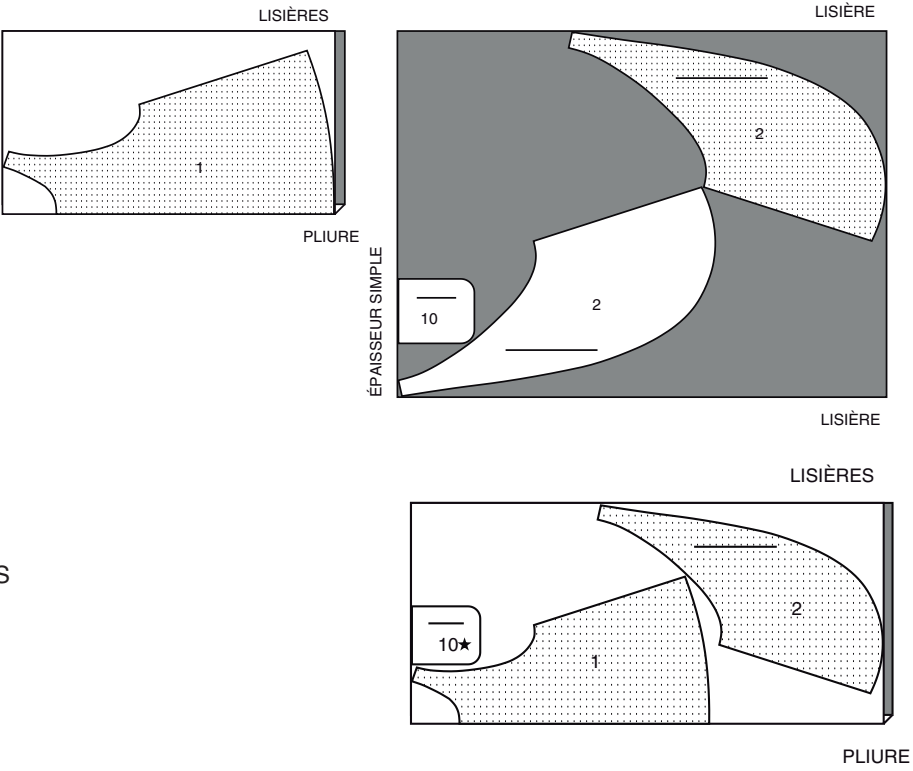 LISIÈRES
1
PLIURE
LISIÈRE
2
ÉPAISSEUR SIMPLE
10
2
LISIÈRE
LISIÈRES
S
10★
1
2
PLIURE